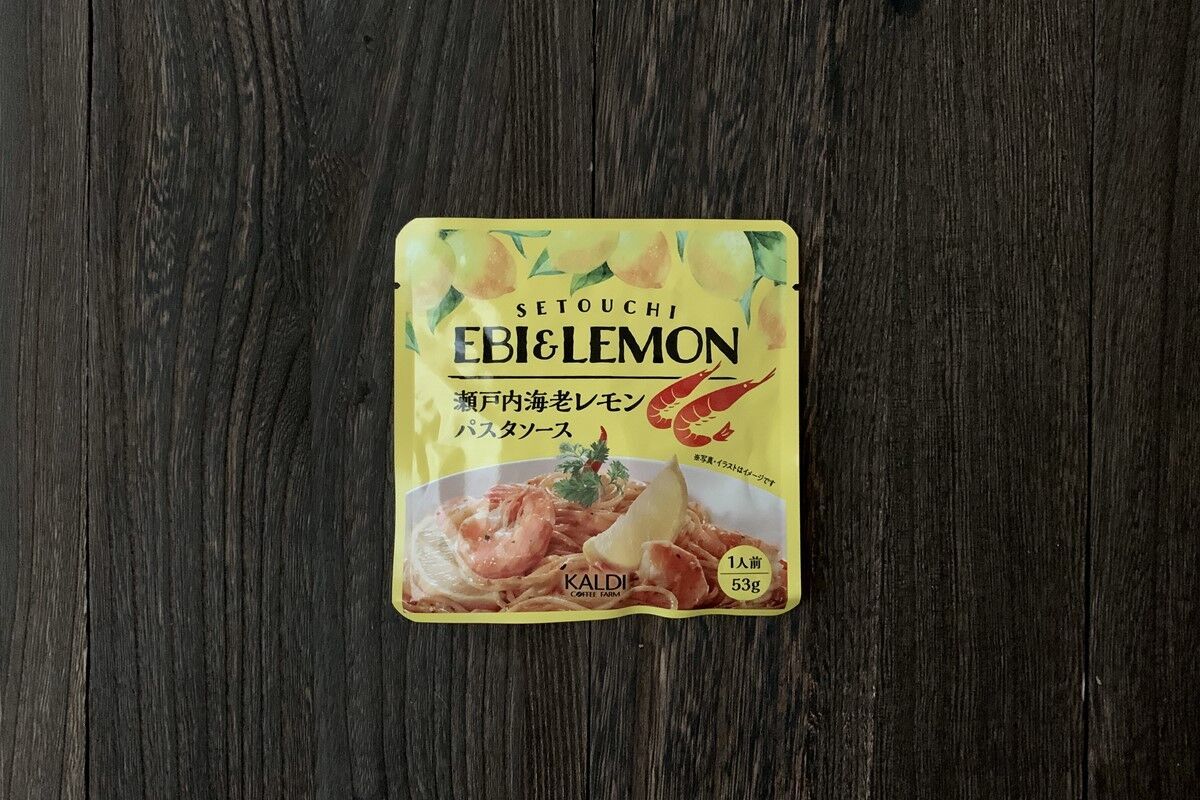 SETOUCHI
EBI&LEMON
瀬戸内海老レモン
パスタソース
※写真・イラストはイメージです
1人前
53g
KALDI
COFFEE FARM